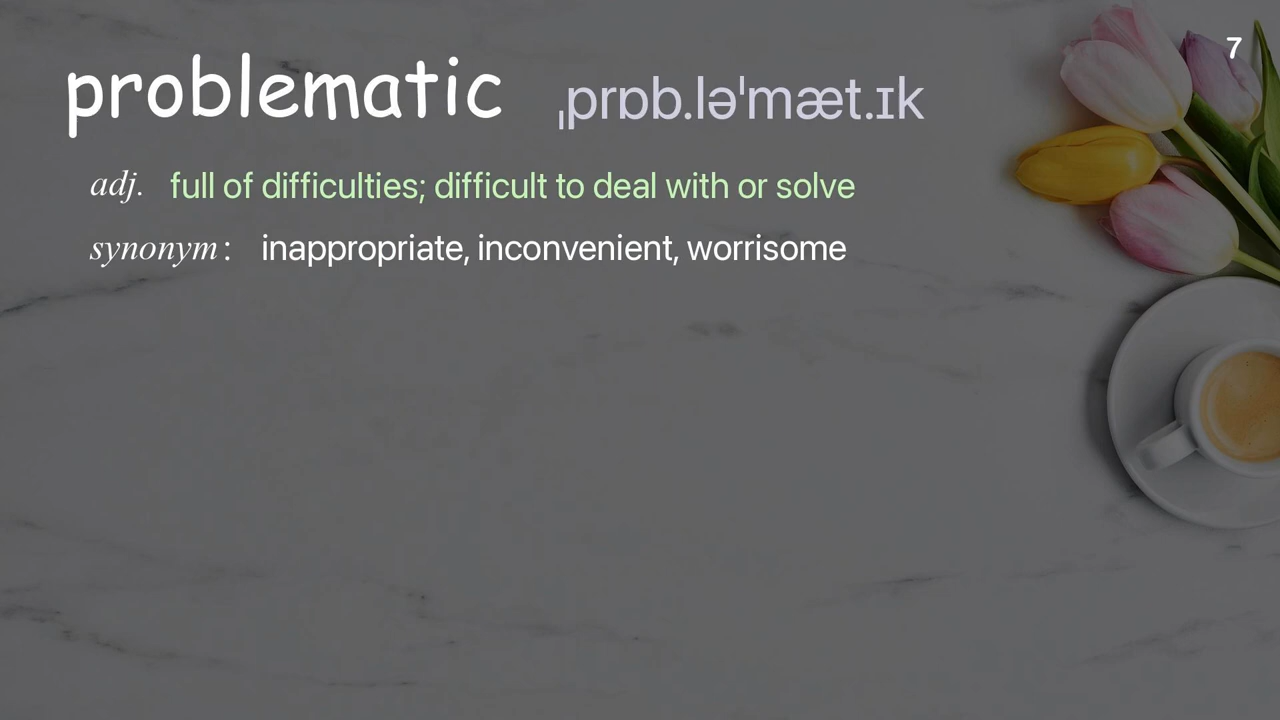 7
problematic ˌprɒb.ləˈmæt.ɪk
adj. full of difficulties; difficult to deal with or solve
synonym: inappropriate, inconvenient, worrisome